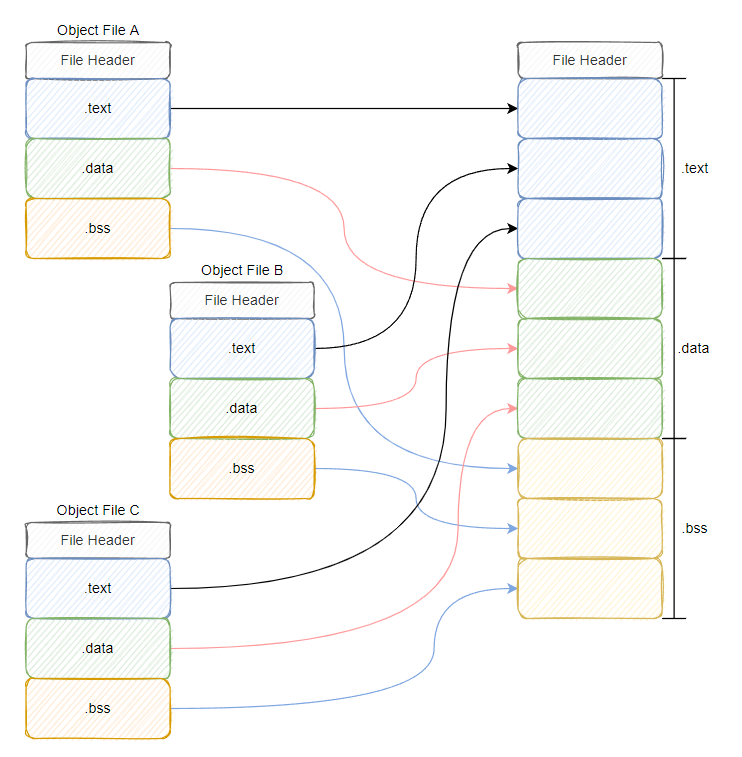 Object File A
File Header
.text
.data
.bss
Object File B
File Header
.text
.data
.bss
Object File C
File Header
.text
.data
.bss
File Header
.text
.data
.bss